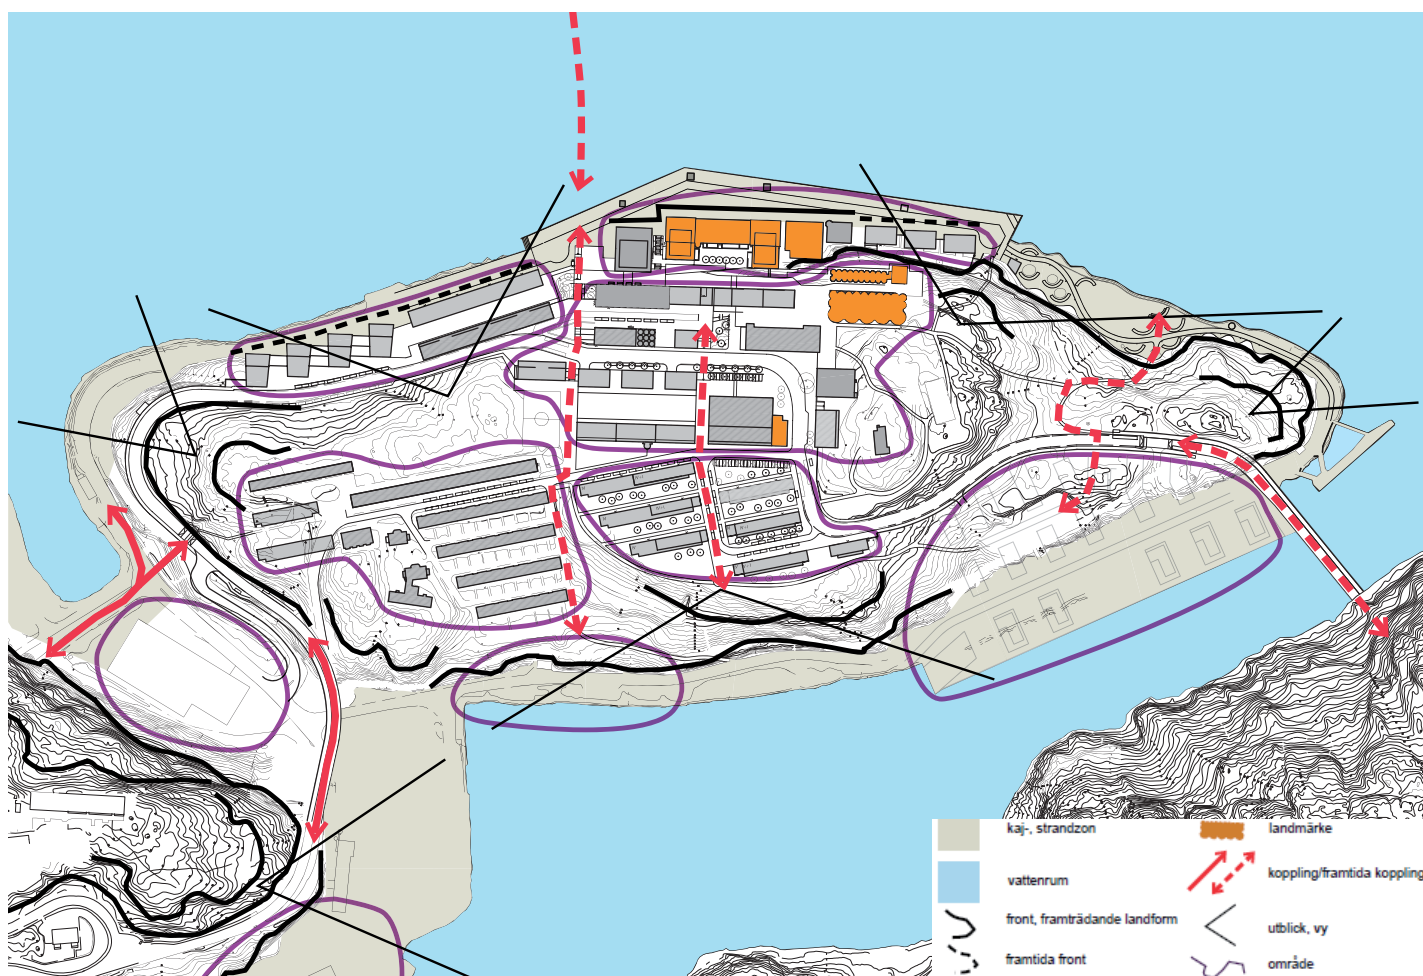 kaj-, strandzon
landmärke
vattenrum
koppling/framtida koppling
front, framträdande landform
utblick, vy
framtida front
område